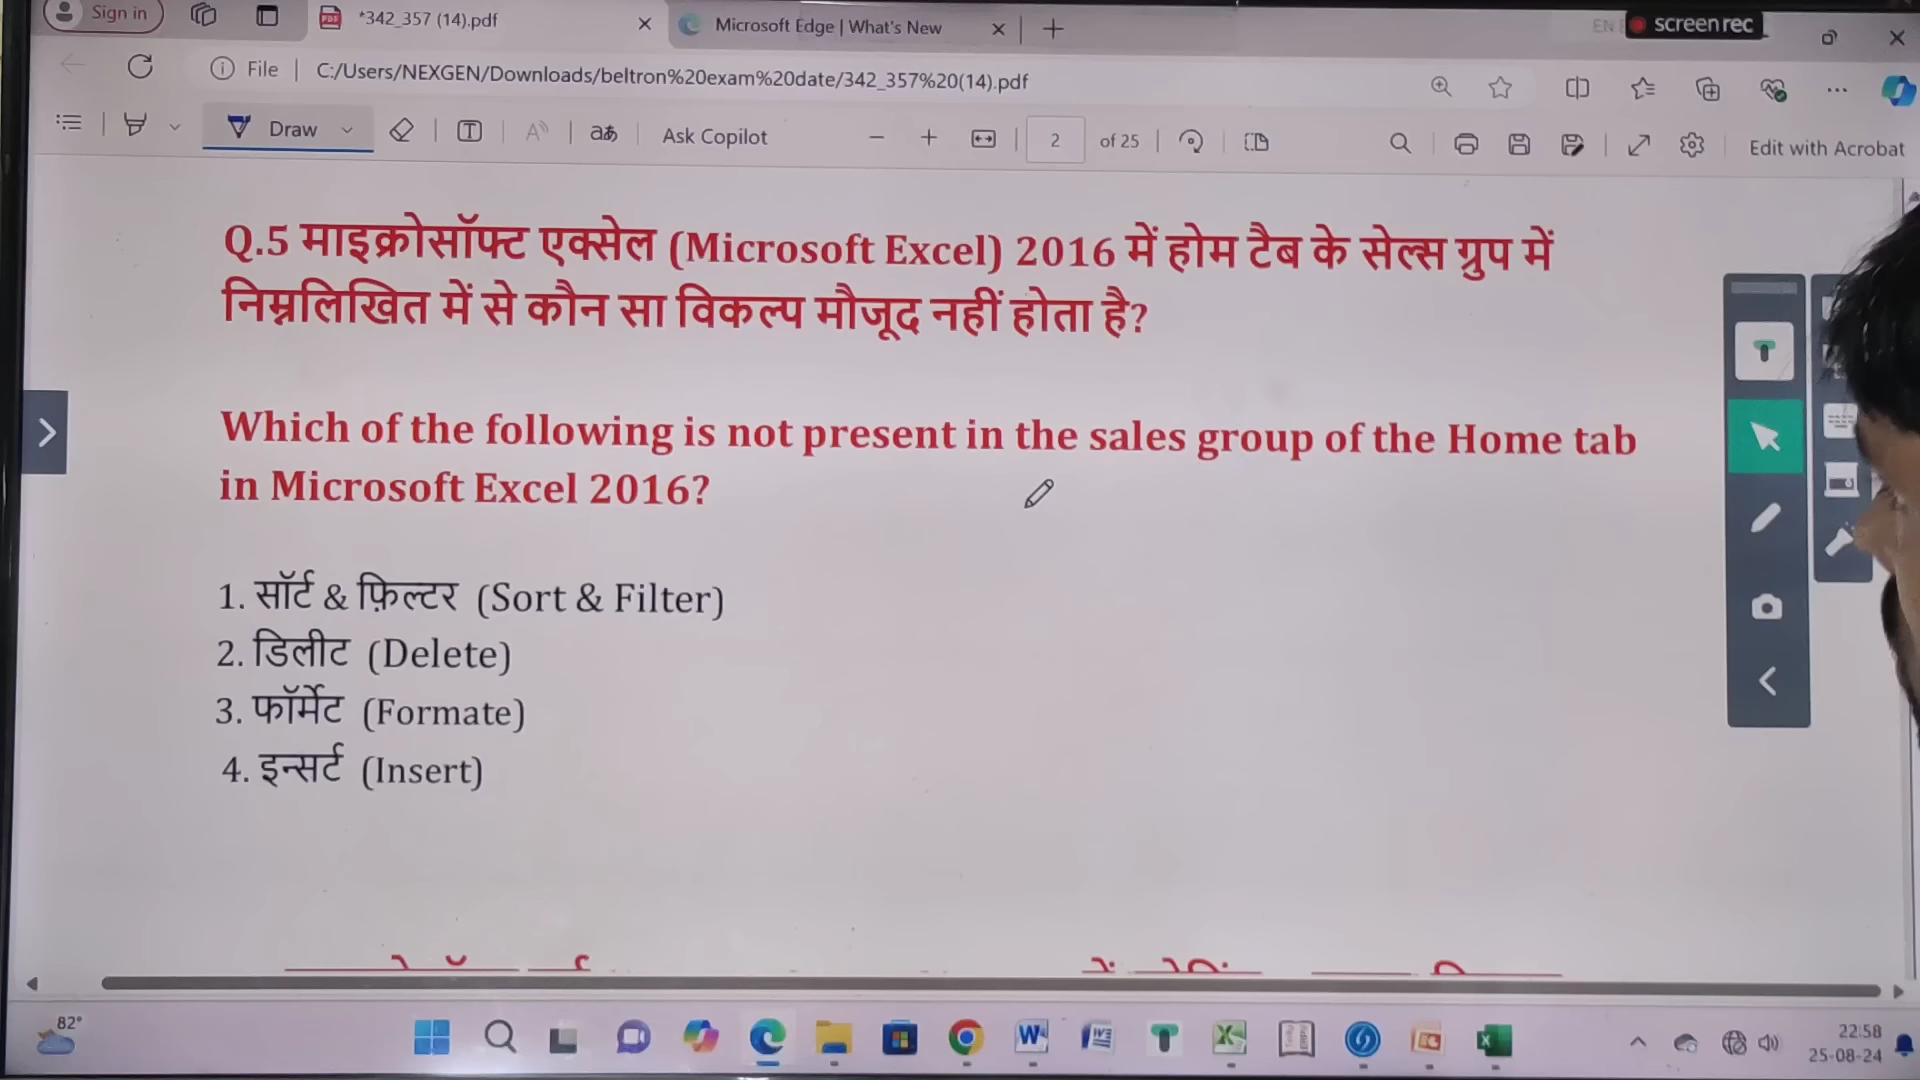 Sign in
*342_357 (14).pdf
Microsoft Edge | What's New
EN
screenrec
File
C:/Users/NEXGEN/Downloads/beltron%20exam%20date/342_357%20(14).pdf
Draw
T
aあ
Ask Copilot
2
of 25
Edit with Acrobat
Q.5 माइक्रोसॉफ्ट एक्सेल (Microsoft Excel) 2016 में होम टैब के सेल्स ग्रुप में
निम्नलिखित में से कौन सा विकल्प मौजूद नहीं होता है?
Which of the following is not present in the sales group of the Home tab
in Microsoft Excel 2016?
1. सॉर्ट & फ़िल्टर (Sort & Filter)
2. डिलीट (Delete)
3. फॉर्मेट (Formate)
4. इन्सर्ट (Insert)
82°
22:58
25-08-24